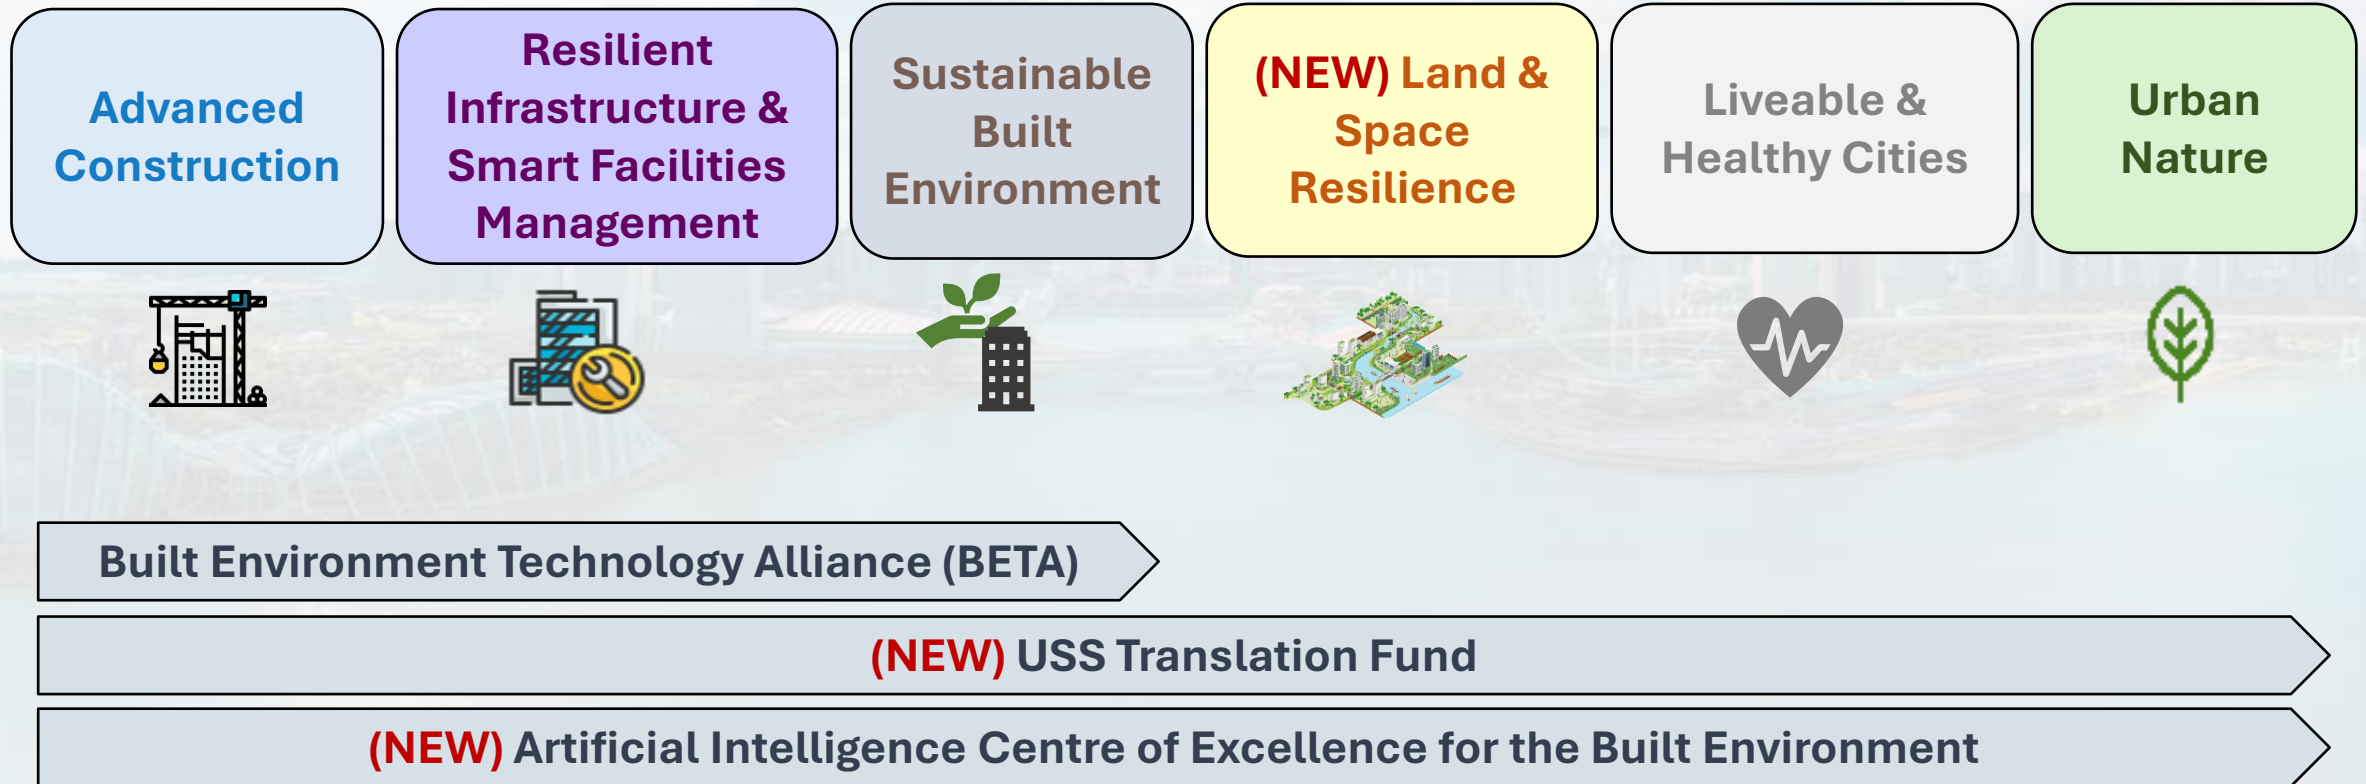 Advanced
Construction
Resilient
Infrastructure &
Smart Facilities
Management
Sustainable
Built
Environment
(NEW) Land &
Space
Resilience
Liveable &
Healthy Cities
Urban
Nature
Built Environment Technology Alliance (BETA)
(NEW) USS Translation Fund
(NEW) Artificial Intelligence Centre of Excellence for the Built Environment